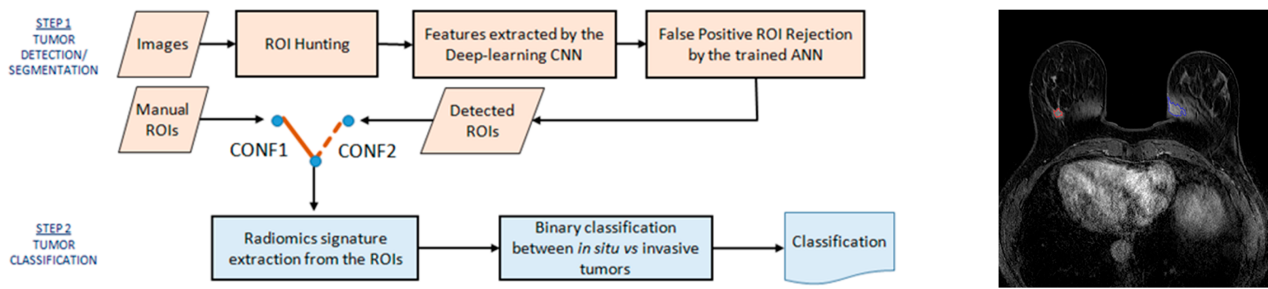 STEP 1
TUMOR
DETECTION/
SEGMENTATION
Images
ROI Hunting
Features extracted by the
Deep-learning CNN
False Positive ROI Rejection
by the trained ANN
Manual
ROIs
CONF1
CONF2
Detected
ROIs
STEP 2
TUMOR
CLASSIFICATION
Radiomics signature
extraction from the ROIs
Binary classification
between in situ vs invasive
tumors
Classification